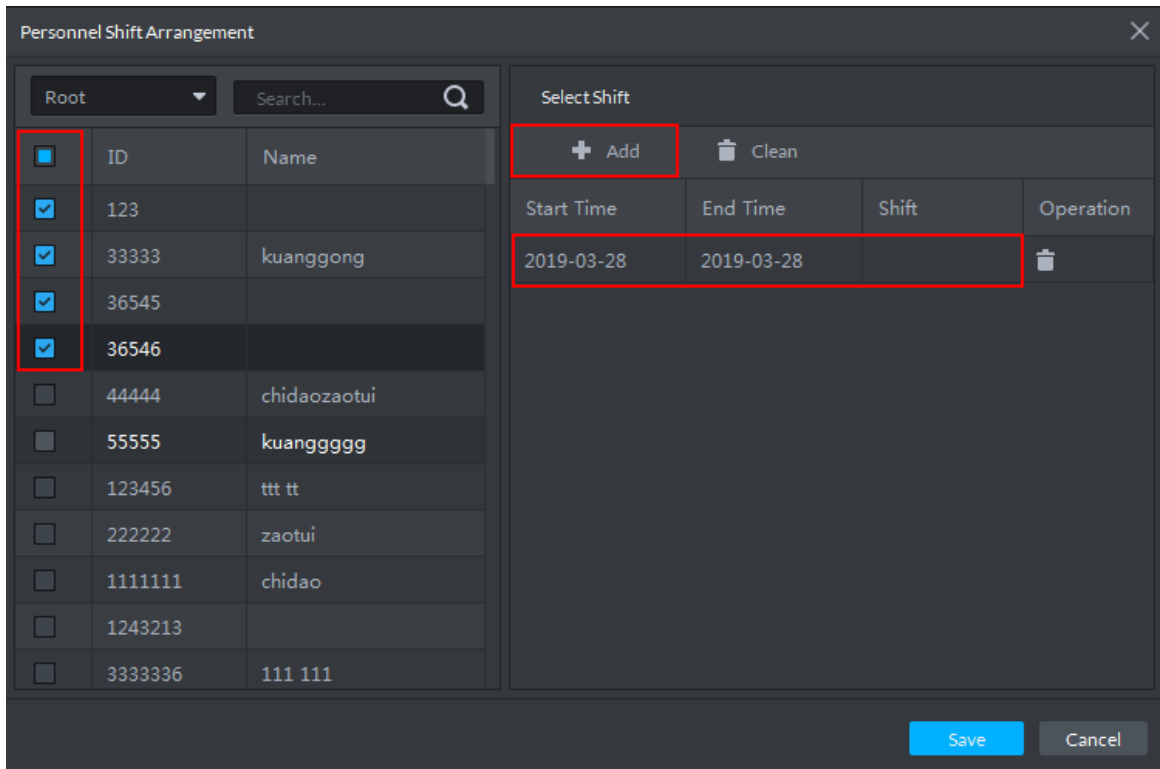 Personnel Shift Arrangement
Root
Search...
ID Name
123
33333 kuanggong
36545
36546
44444 chidaozaotui
55555 kuanggggg
123456 ttt tt
222222 zaotui
1111111 chidao
1243213
3333336 111 111
Select Shift
Add Clean
Start Time End Time Shift Operation
2019-03-28 2019-03-28
Save Cancel